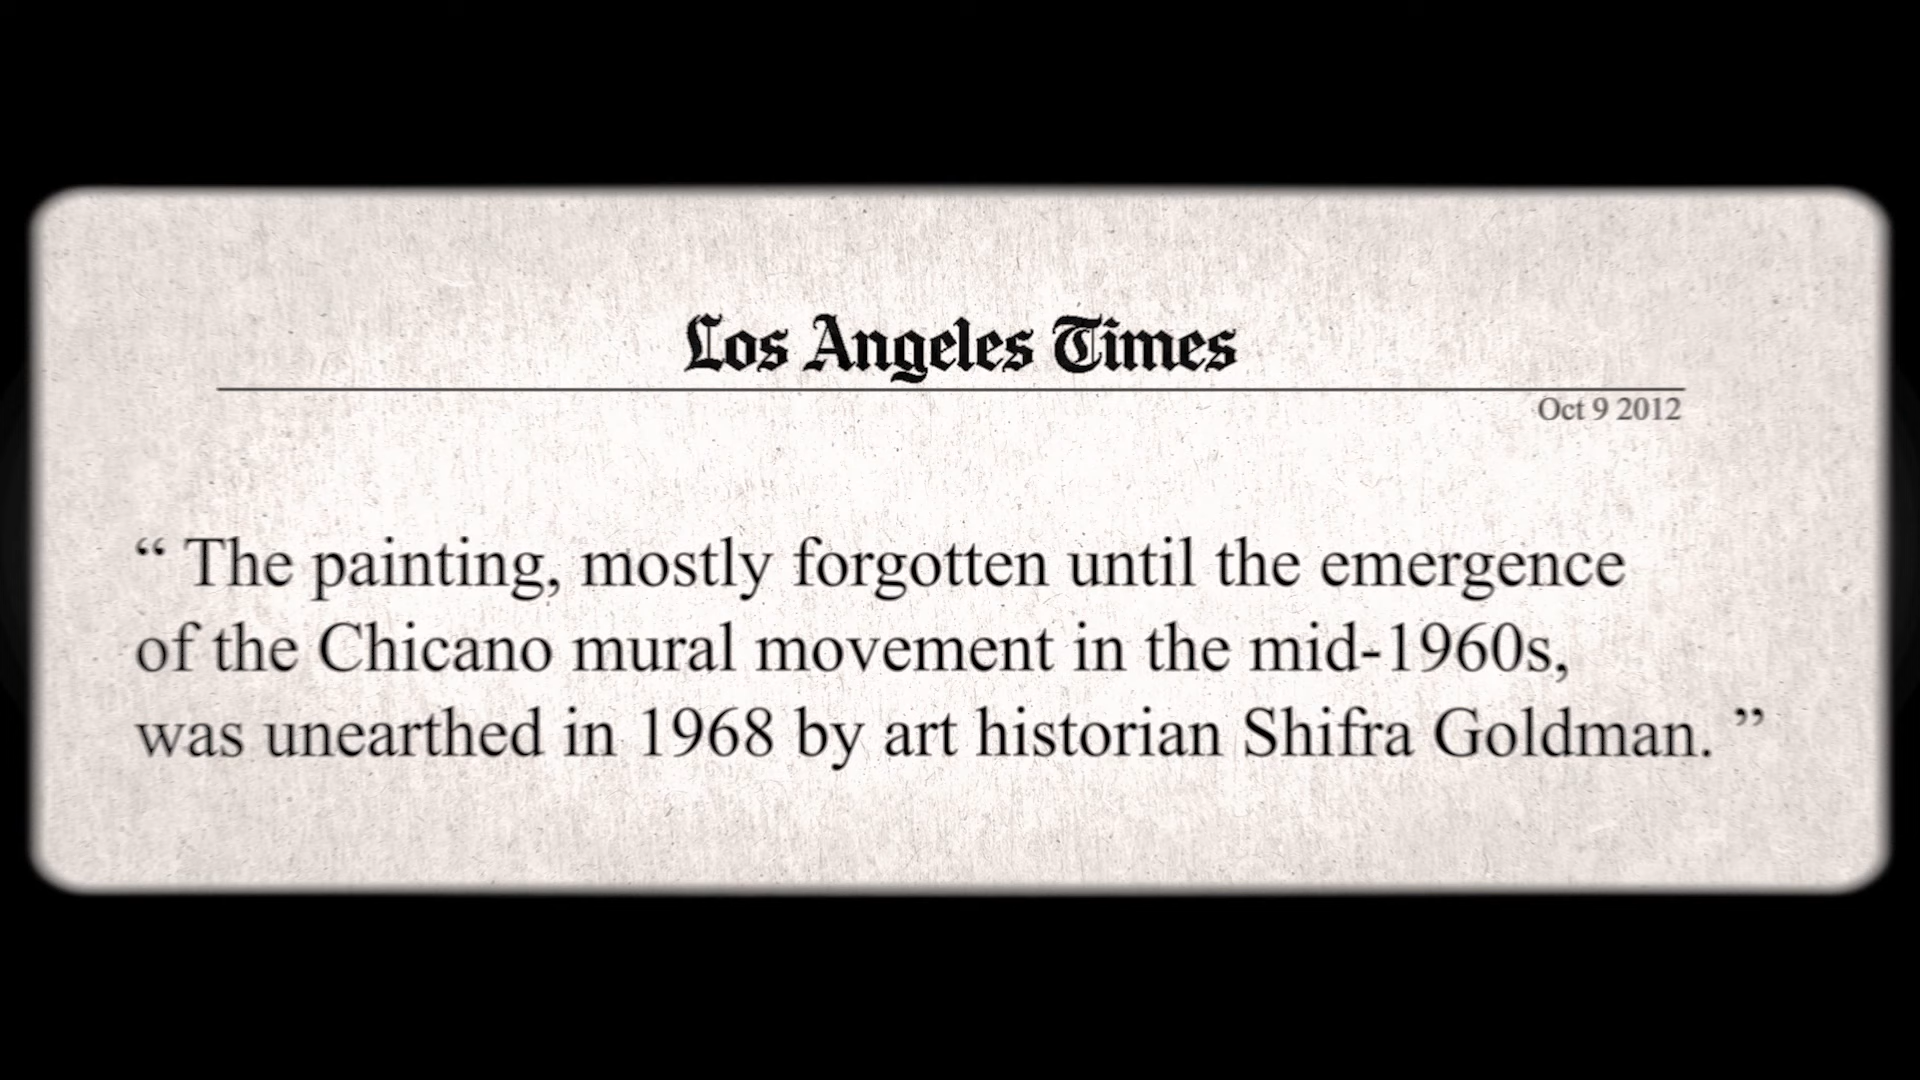 Los Angeles Times
Oct 9 2012
“ The painting, mostly forgotten until the emergence
of the Chicano mural movement in the mid-1960s,
was unearthed in 1968 by art historian Shifra Goldman. ”